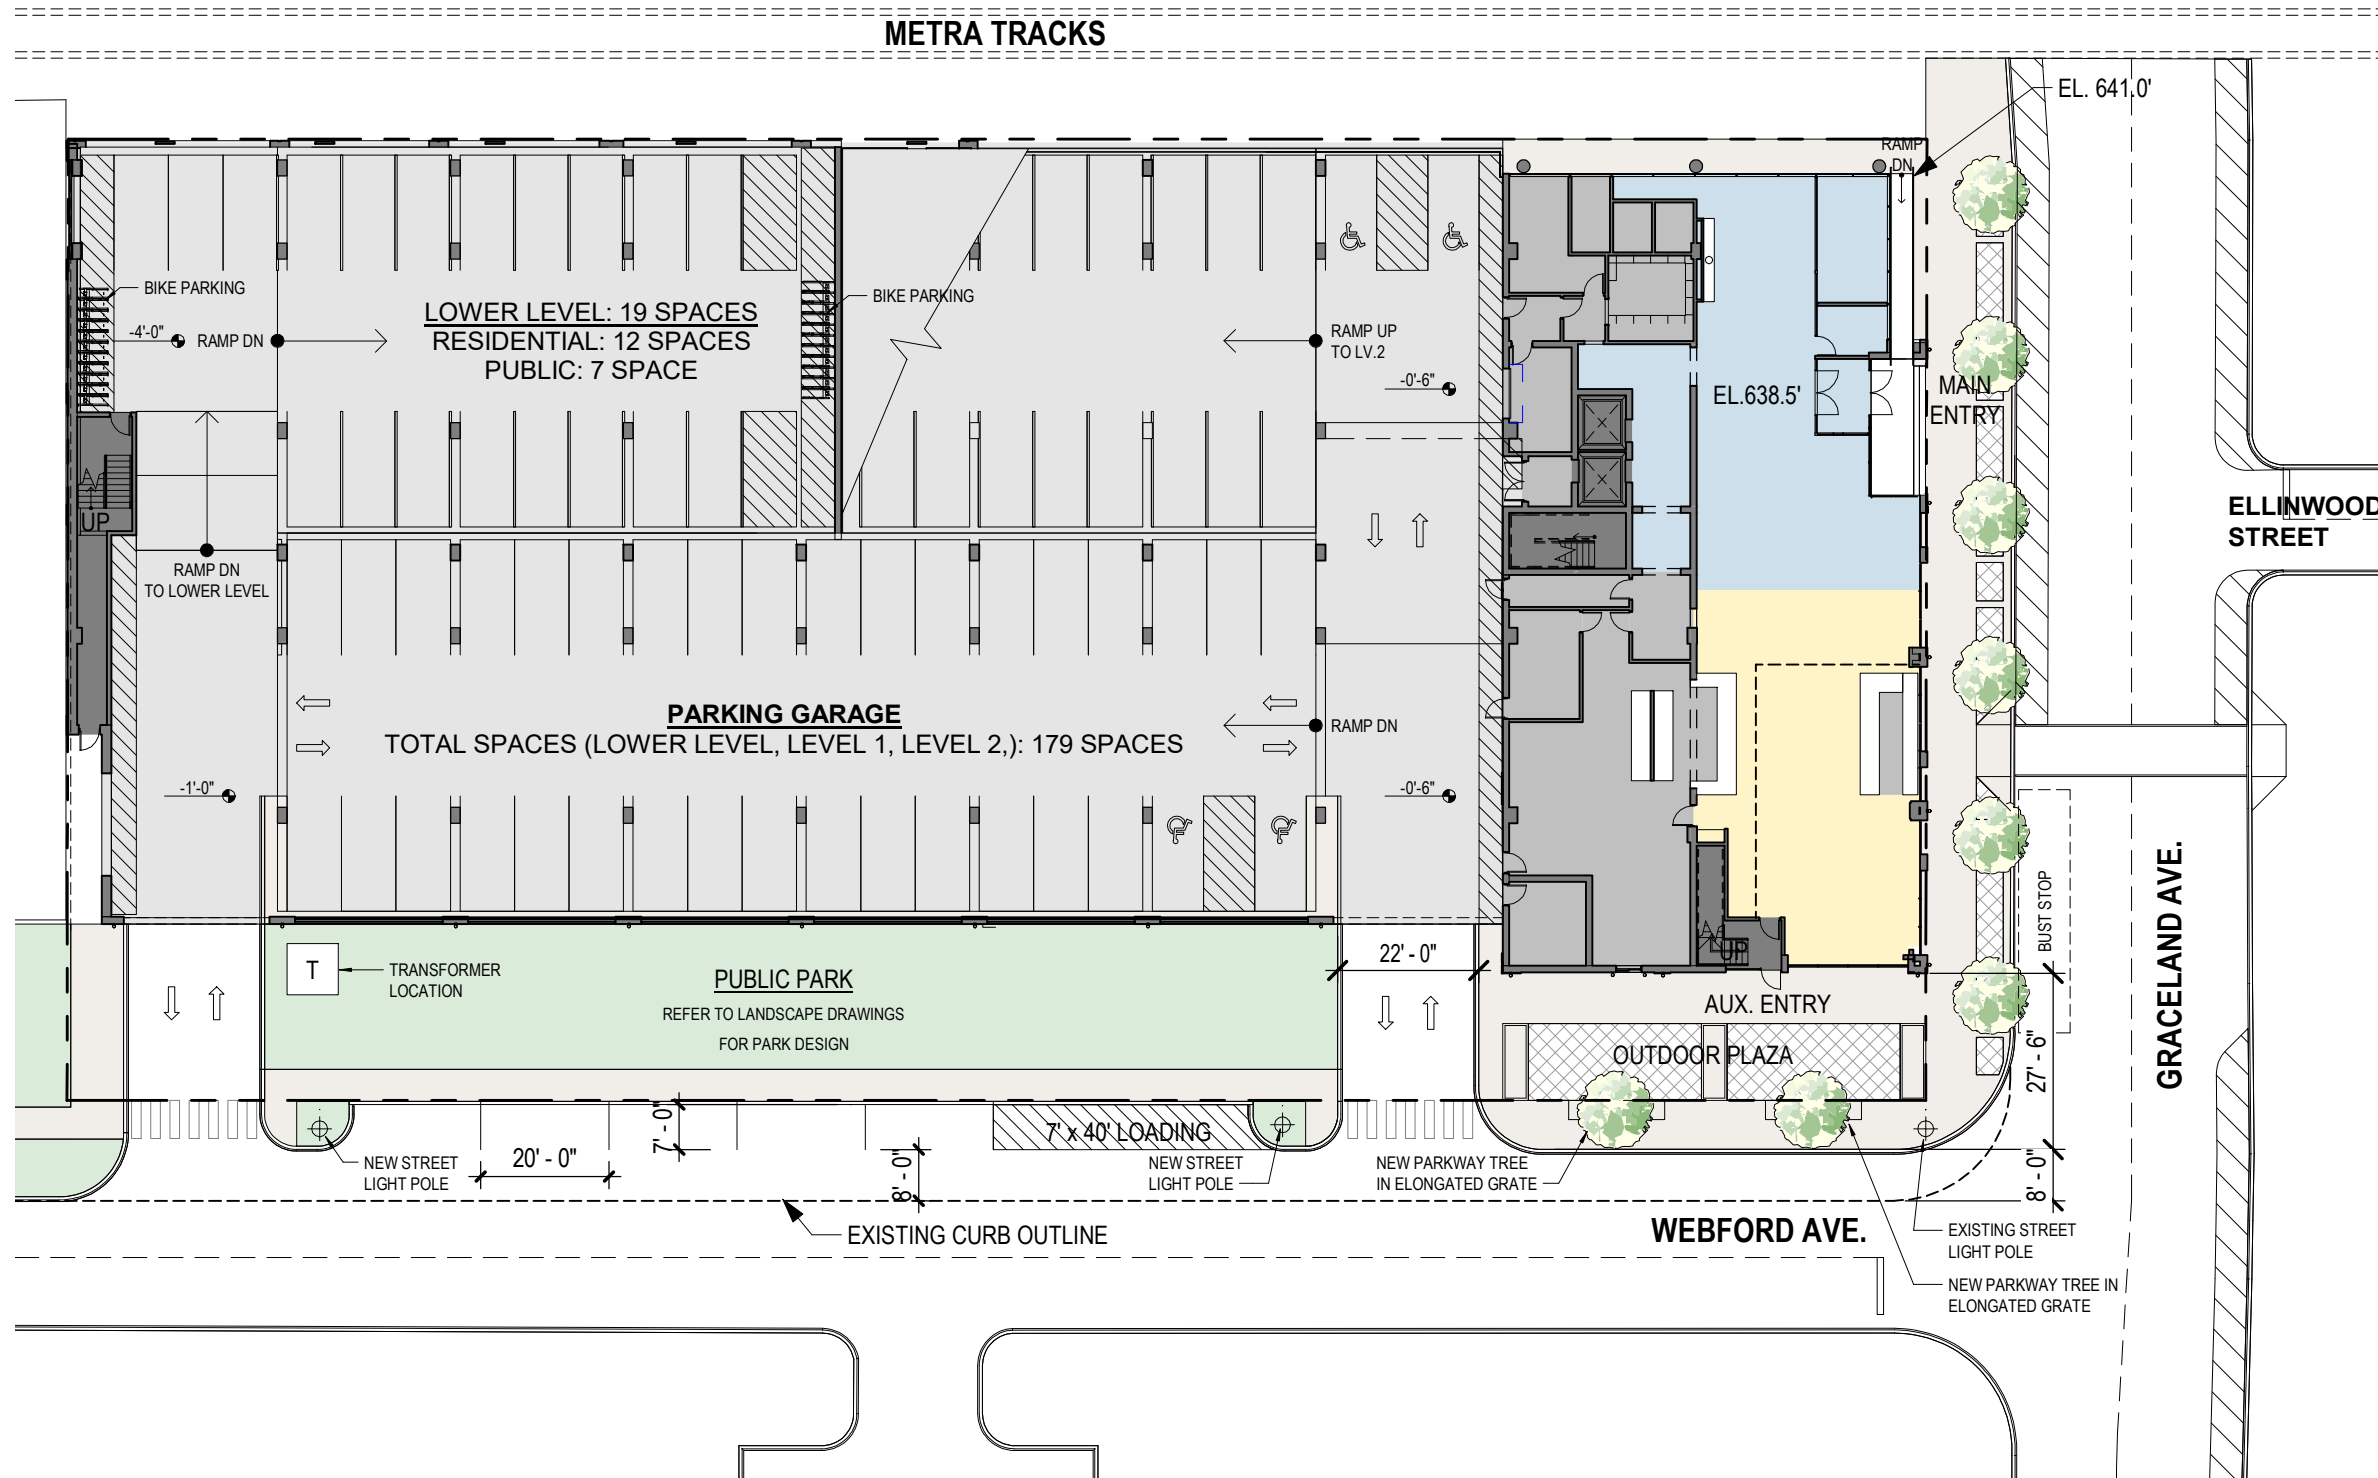 METRA TRACKS
EL. 641.0'
RAMP
DN
BIKE PARKING
BIKE PARKING
LOWER LEVEL: 19 SPACES
RESIDENTIAL: 12 SPACES
PUBLIC: 7 SPACE
-4'-0"
RAMP DN
RAMP UP
TO LV.2
-0'-6"
EL.638.5'
MAIN
ENTRY
ELLINWOOD
STREET
UP
RAMP DN
TO LOWER LEVEL
PARKING GARAGE
TOTAL SPACES (LOWER LEVEL, LEVEL 1, LEVEL 2,): 179 SPACES
RAMP DN
-1'-0"
-0'-6"
BUST STOP
GRACELAND AVE.
UP
T
TRANSFORMER
LOCATION
PUBLIC PARK
REFER TO LANDSCAPE DRAWINGS
FOR PARK DESIGN
22' - 0"
AUX. ENTRY
OUTDOOR PLAZA
27' - 6"
7' - 0"
7' x 40' LOADING
20' - 0"
8' - 0"
8' - 0"
NEW STREET
LIGHT POLE
NEW STREET
LIGHT POLE
NEW PARKWAY TREE
IN ELONGATED GRATE
EXISTING CURB OUTLINE
WEBFORD AVE.
EXISTING STREET
LIGHT POLE
NEW PARKWAY TREE IN
ELONGATED GRATE